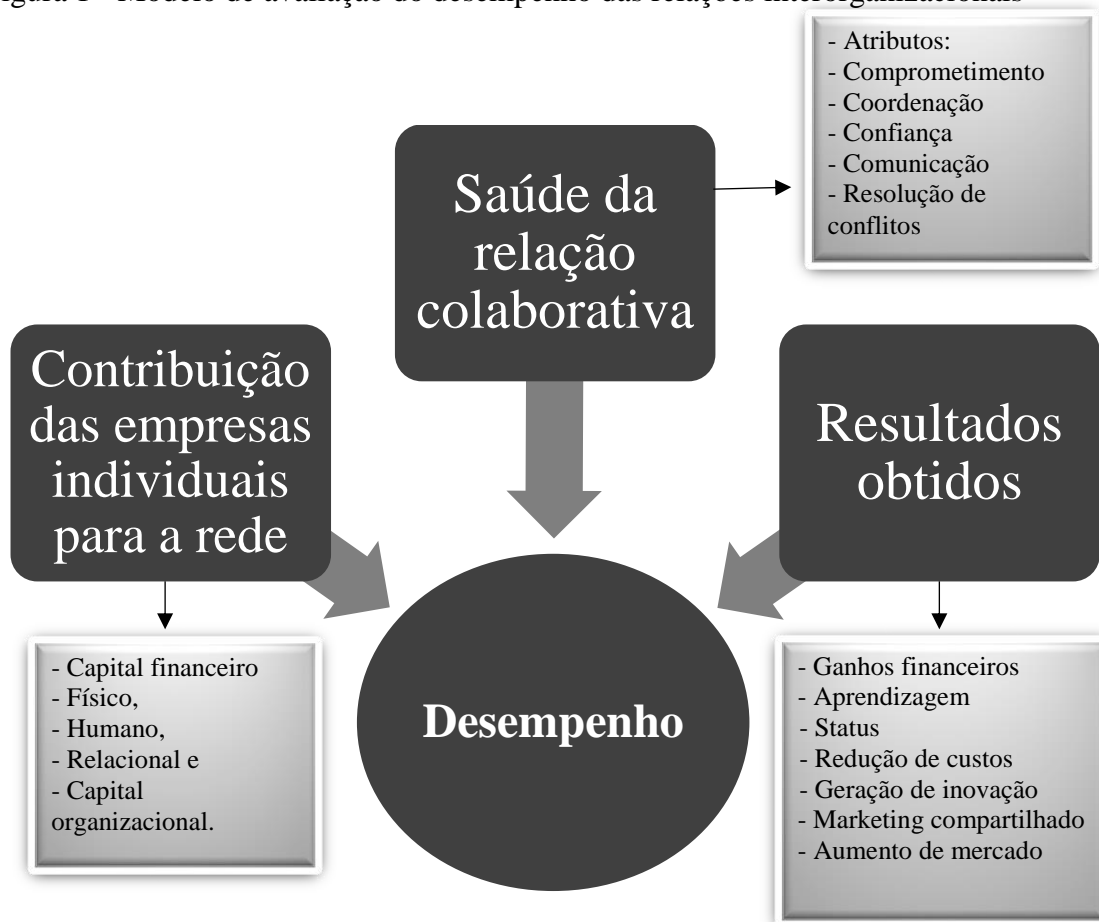 igura 1 - Modelo de avaliação do desempenho das relações interorganizacionais
- Atributos:
- Comprometimento
- Coordenação
- Confiança
- Comunicação
- Resolução de
conflitos
Saúde da
relação
colaborativa
Contribuição
das empresas
individuais
para a rede
Resultados
obtidos
- Capital financeiro
- Físico,
- Humano,
- Relacional e
- Capital
organizacional.
Desempenho
- Ganhos financeiros
- Aprendizagem
- Status
- Redução de custos
- Geração de inovação
- Marketing compartilhado
- Aumento de mercado